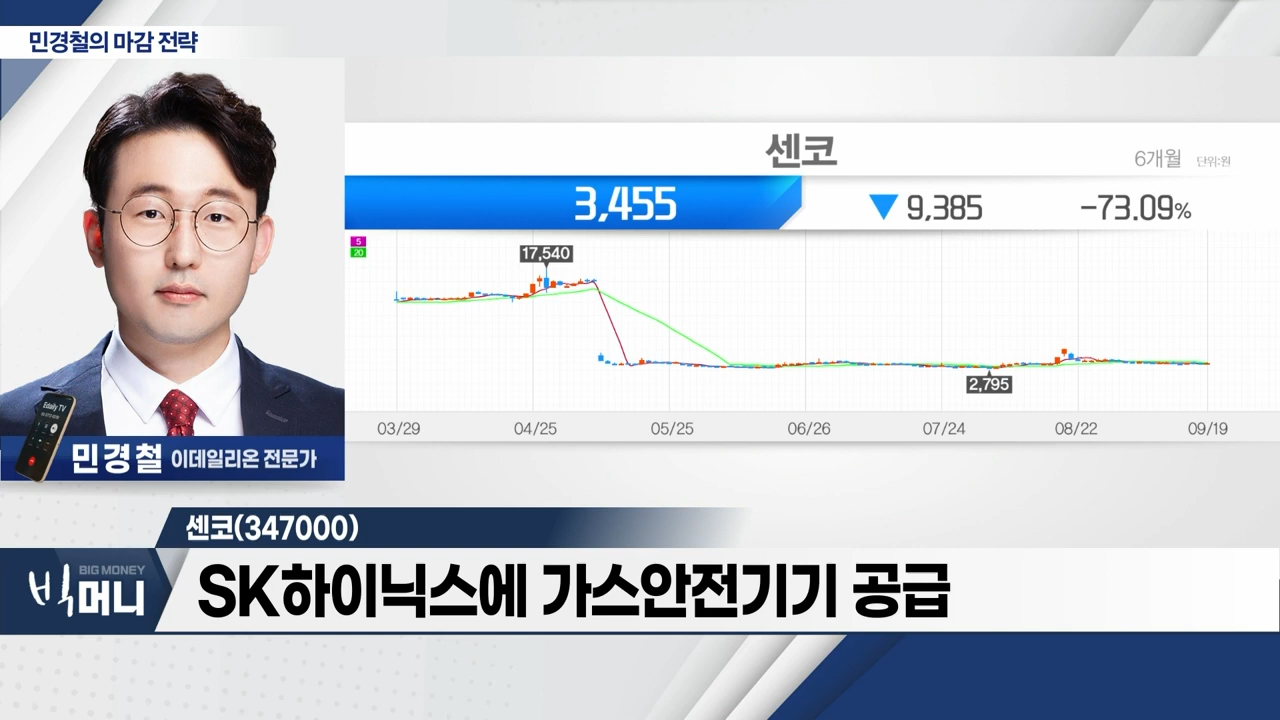 민경철의 마감 전략
센코
6개월 단위:원
3,455 ▼ 9,385 -73.09%
5
20
17,540
2,795
03/29 04/25 05/25 06/26 07/24 08/22 09/19
Edaily TV
민경철 이데일리온 전문가
센코(347000)
BIG MONEY
빅머니
SK하이닉스에 가스안전기기 공급